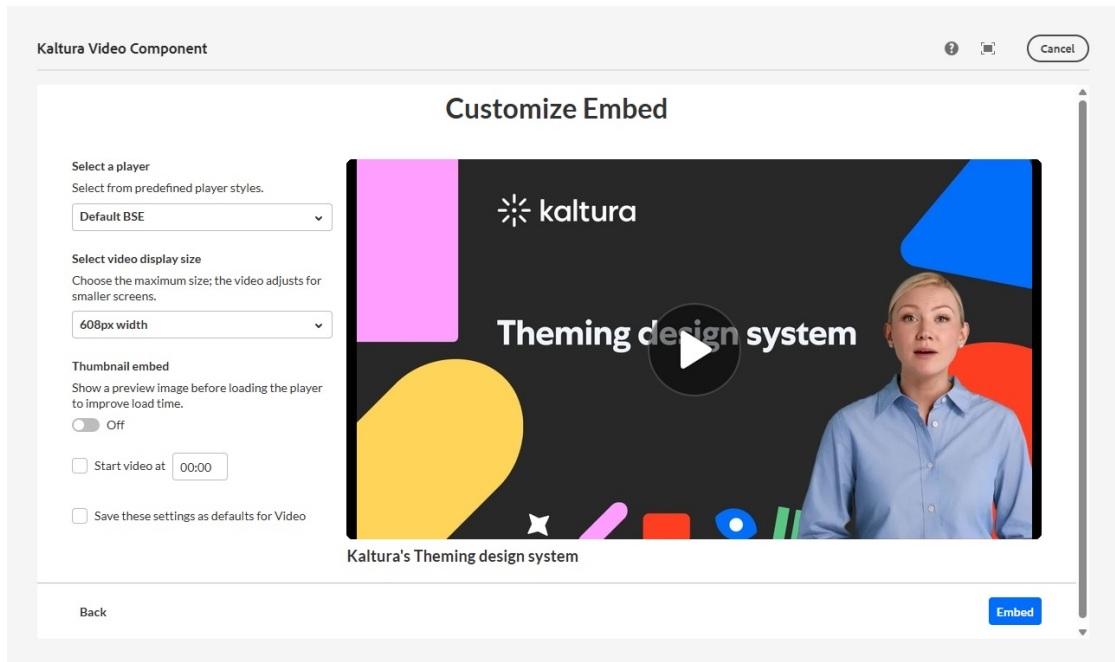 Kaltura Video Component
Cancel
Customize Embed
Select a player
Select from predefined player styles.
Default BSE
Select video display size
Choose the maximum size; the video adjusts for
smaller screens.
608px width
Thumbnail embed
Show a preview image before loading the player
to improve load time.
Off
Start video at 00:00
Save these settings as defaults for Video
kaltura
Theming design system
Kaltura's Theming design system
Back
Embed